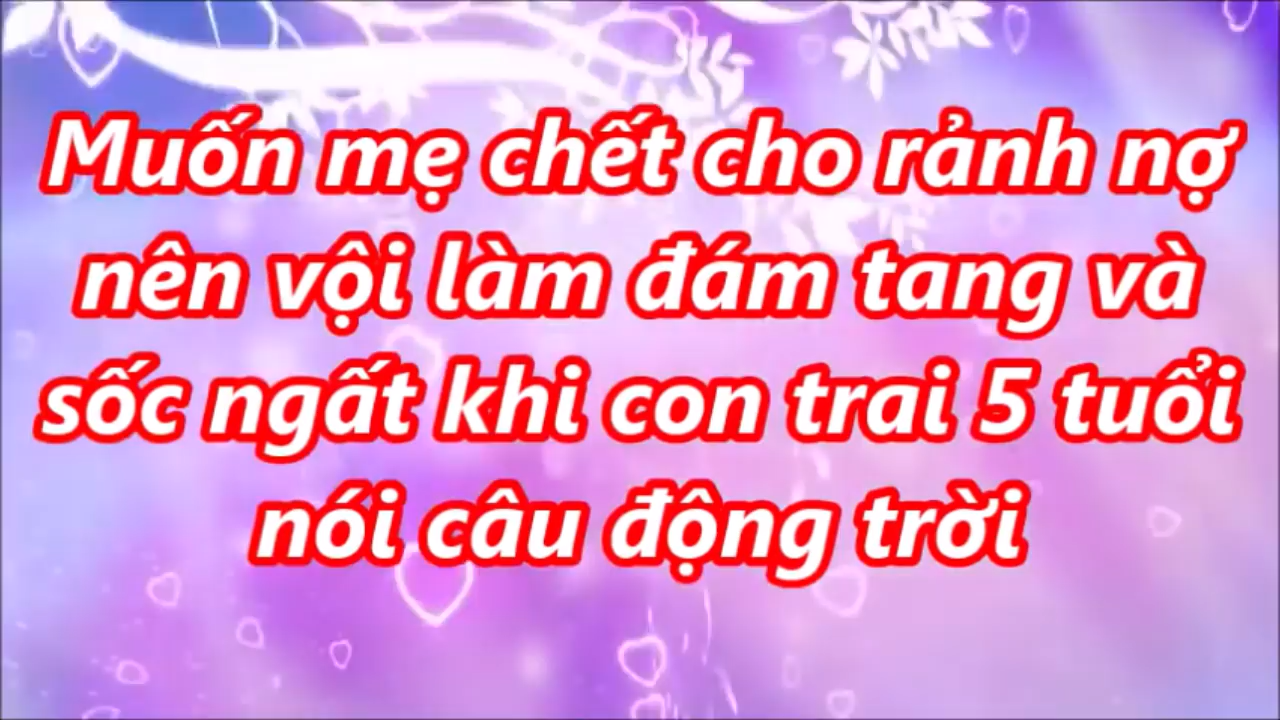 Muốn mẹ chết cho rảnh nợ
nên vội làm đám tang và
sốc ngất khi con trai 5 tuổi
nói câu động trời